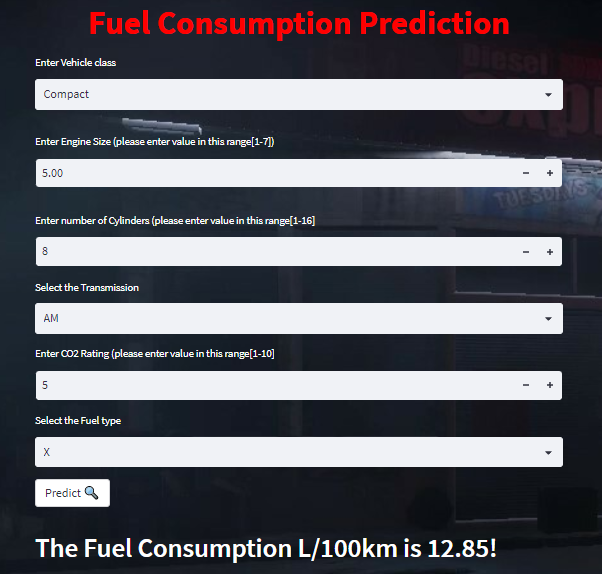 Fuel Consumption Prediction
Diesel
Enter Vehicle class
Compact
Enter Engine Size (please enter value in this range[1-7])
5.00
− +
TUESDAYS
Enter number of Cylinders (please enter value in this range[1-16]
8
− +
Select the Transmission
AM
Enter CO2 Rating (please enter value in this range[1-10]
5
− +
Select the Fuel type
X
Predict
The Fuel Consumption L/100km is 12.85!